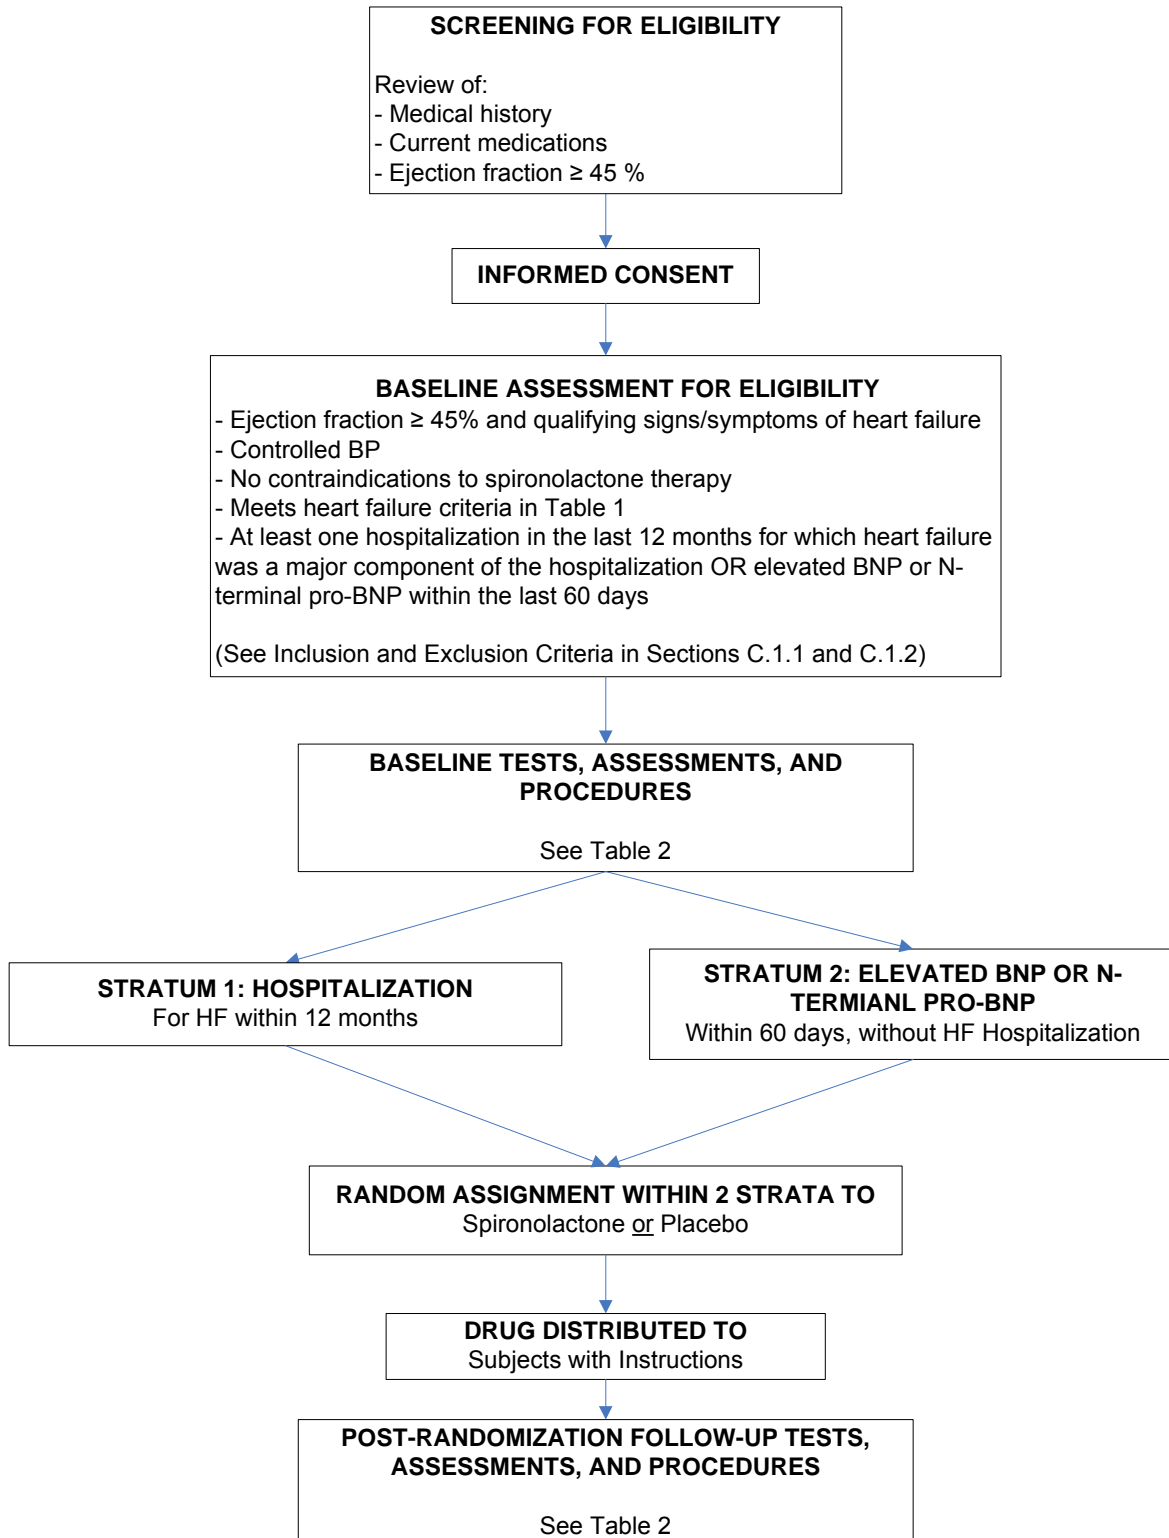 SCREENING FOR ELIGIBILITY
Review of:
- Medical history
- Current medications
- Ejection fraction ≥ 45 %
INFORMED CONSENT
BASELINE ASSESSMENT FOR ELIGIBILITY
- Ejection fraction ≥ 45% and qualifying signs/symptoms of heart failure
- Controlled BP
- No contraindications to spironolactone therapy
- Meets heart failure criteria in Table 1
- At least one hospitalization in the last 12 months for which heart failure
was a major component of the hospitalization OR elevated BNP or N-
terminal pro-BNP within the last 60 days
(See Inclusion and Exclusion Criteria in Sections C.1.1 and C.1.2)
BASELINE TESTS, ASSESSMENTS, AND
PROCEDURES
See Table 2
STRATUM 1: HOSPITALIZATION
For HF within 12 months
STRATUM 2: ELEVATED BNP OR N-
TERMIANL PRO-BNP
Within 60 days, without HF Hospitalization
RANDOM ASSIGNMENT WITHIN 2 STRATA TO
Spironolactone or Placebo
DRUG DISTRIBUTED TO
Subjects with Instructions
POST-RANDOMIZATION FOLLOW-UP TESTS,
ASSESSMENTS, AND PROCEDURES
See Table 2